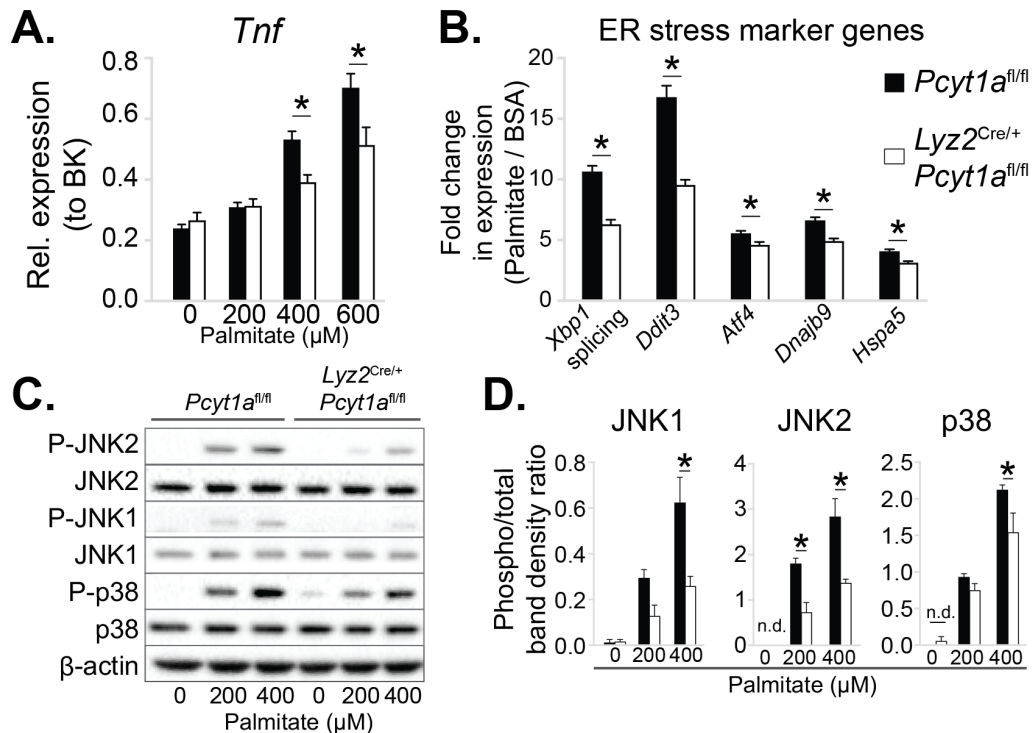 A.
Tnf
Rel. expression
(to BK)
0.8
0.6
0.4
0.2
0.0
0 200 400 600
Palmitate (µM)
*
*
B.
ER stress marker genes
Fold change
in expression
(Palmitate / BSA)
20
15
10
5
0
*
*
*
*
*
Xbp1
splicing
Ddit3
Atf4
Dnajb9
Hspa5
Pcyt1a^fl/fl
Lyz2^Cre/+
Pcyt1a^fl/fl
C.
Pcyt1a^fl/fl
Lyz2^Cre/+
Pcyt1a^fl/fl
P-JNK2
JNK2
P-JNK1
JNK1
P-p38
p38
β-actin
0 200 400 0 200 400
Palmitate (µM)
D.
Phospho/total
band density ratio
JNK1
0.8
0.6
0.4
0.2
0.0
*
0 200 400
JNK2
4
3
2
1
0
n.d.
*
*
0 200 400
p38
2.5
2.0
1.5
1.0
0.5
0.0
n.d.
*
0 200 400
Palmitate (µM)